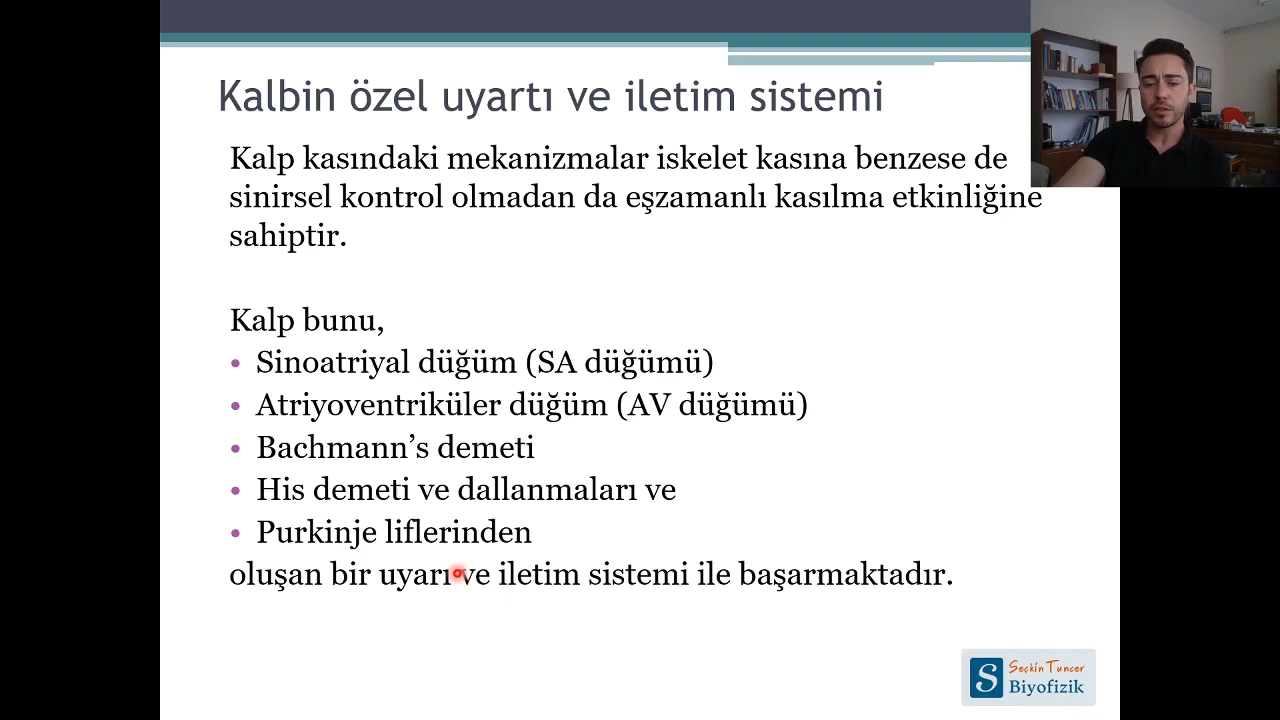 Kalbin özel uyartı ve iletim sistemi
Kalp kasındaki mekanizmalar iskelet kasına benzese de
sinirsel kontrol olmadan da eşzamanlı kasılma etkinliğine
sahiptir.
Kalp bunu,
• Sinoatriyal düğüm (SA düğümü)
• Atriyoventriküler düğüm (AV düğümü)
• Bachmann’s demeti
• His demeti ve dallanmaları ve
• Purkinje liflerinden
oluşan bir uyarı ve iletim sistemi ile başarmaktadır.
S
Seçkin Tuncer
Biyofizik